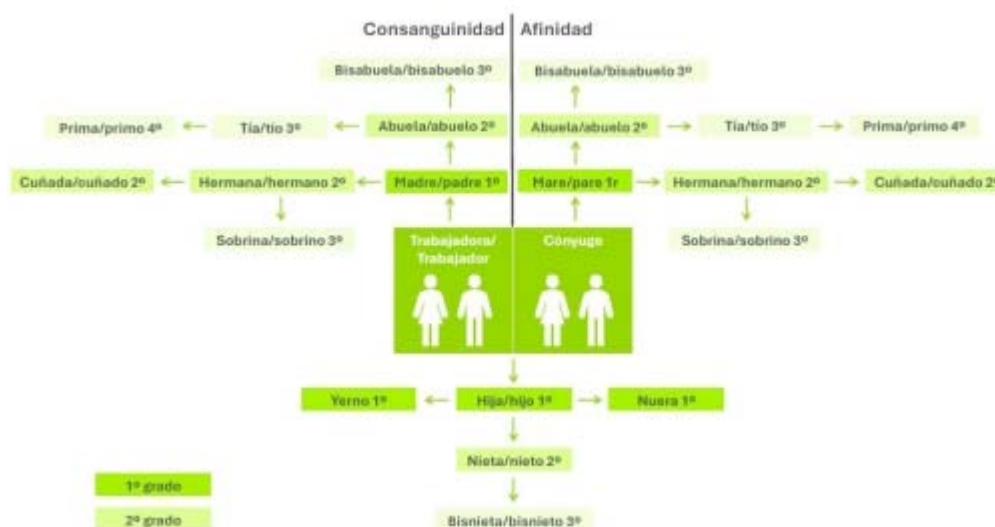 Consanguinidad Afinidad
Bisabuela/bisabuelo 3º Bisabuela/bisabuelo 3º
Prima/primo 4º Tía/tío 3º Abuela/abuelo 2º Abuela/abuelo 2º Tía/tío 3º Prima/primo 4º
Cuñada/cuñado 2º Hermana/hermano 2º Madre/padre 1º Mare/pare 1r Hermana/hermano 2º Cuñada/cuñado 2º
Sobrina/sobrino 3º Sobrina/sobrino 3º
Trabajadora/ Cónyuge
Trabajador
Yerno 1º Hija/hijo 1º Nuera 1º
Nieta/nieto 2º
1º grado
2º grado Bisnieta/bisnieto 3º